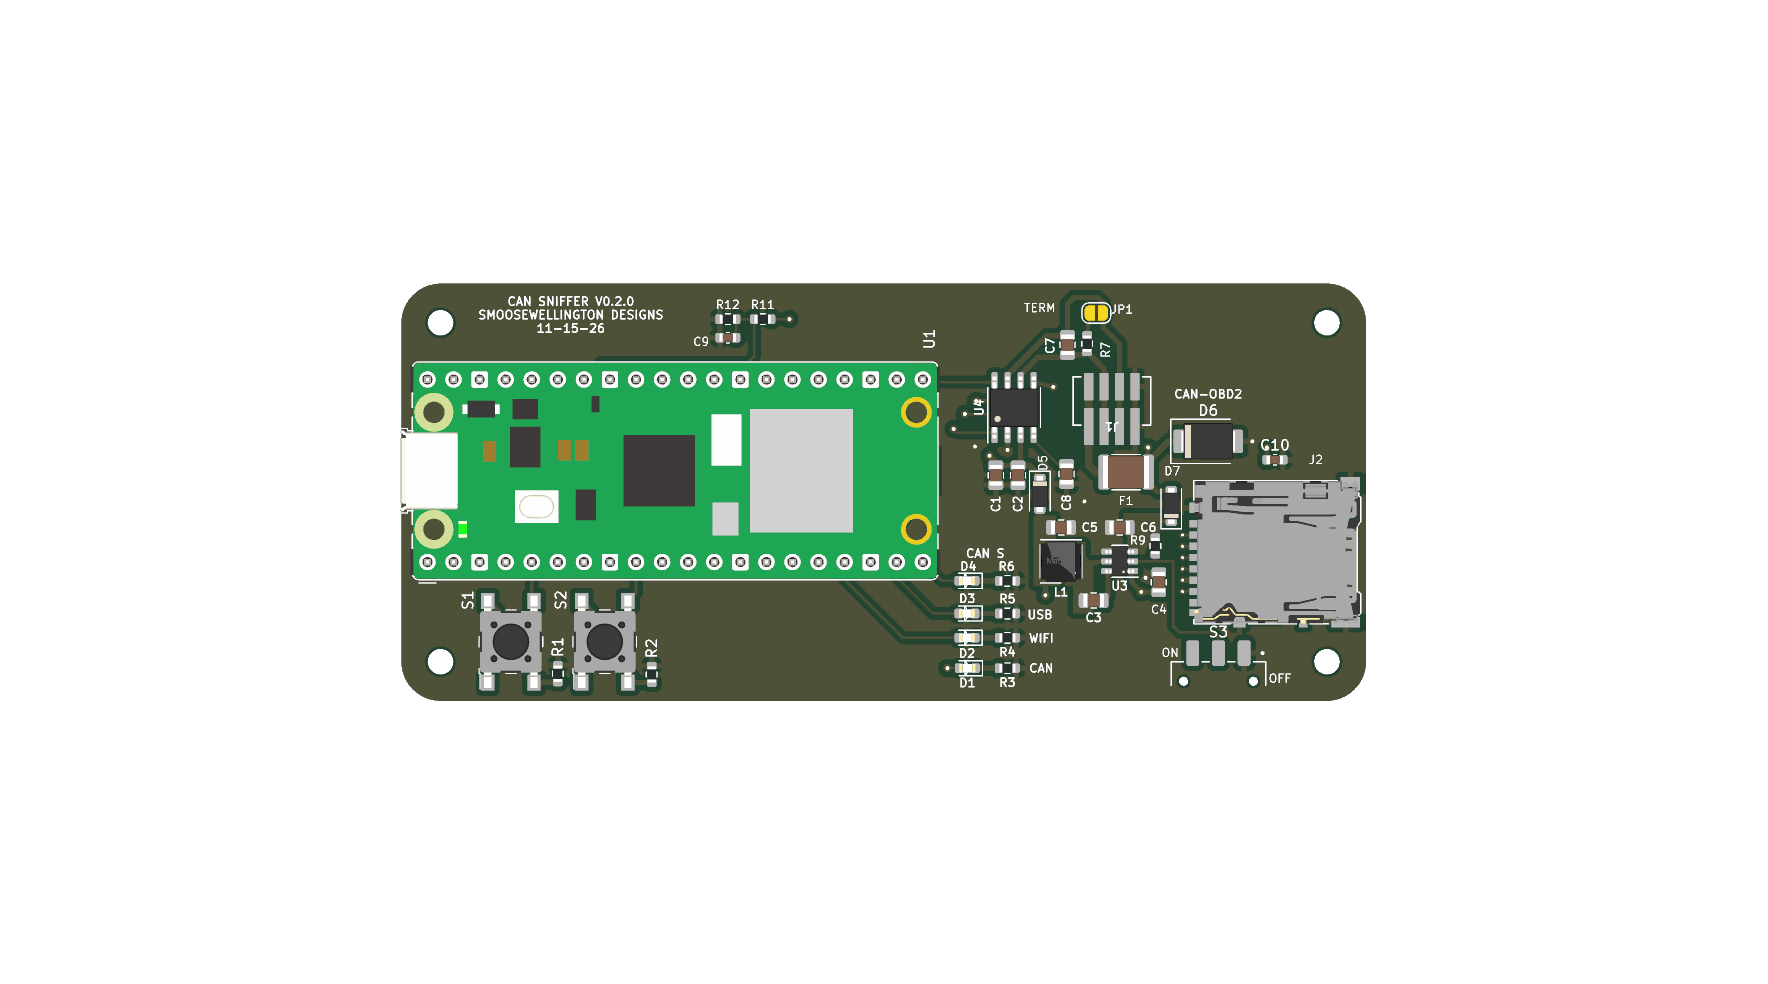 CAN SNIFFER V0.2.0
SMOOSEWELLINGTON DESIGNS
11-15-26
R12
R11
C9
U1
TERM
JP1
C7
R7
U4
J1
CAN-OBD2
D6
C10
J2
D5
D7
C1
C2
C8
F1
C5
C6
R9
L1
U3
C3
C4
CAN S
D4
R6
D3
R5
USB
WIFI
D2
R4
CAN
D1
R3
S1
S2
R1
R2
S3
ON
OFF